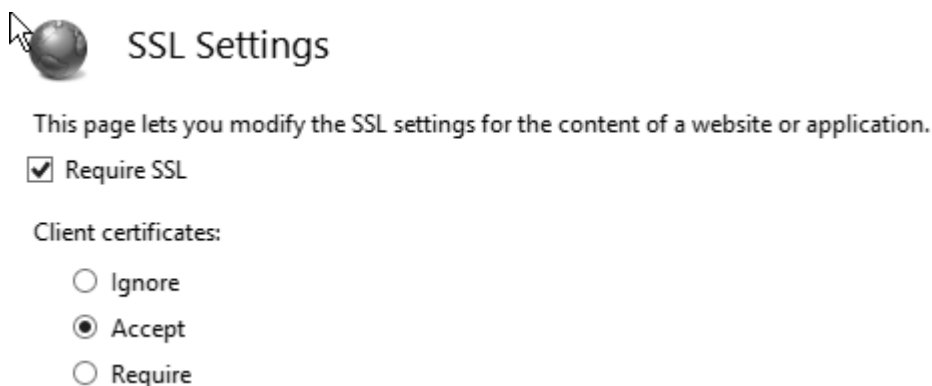 SSL Settings
This page lets you modify the SSL settings for the content of a website or application.
Require SSL
Client certificates:
Ignore
Accept
Require